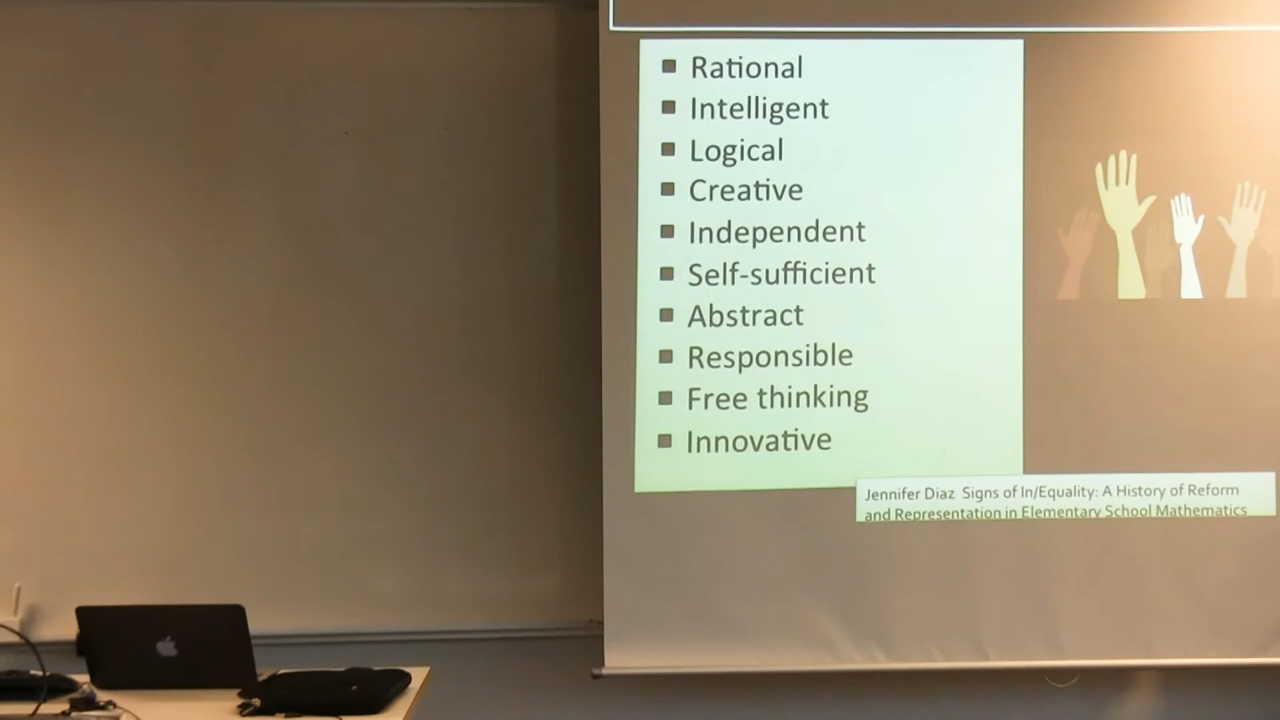 Rational
Intelligent
Logical
Creative
Independent
Self-sufficient
Abstract
Responsible
Free thinking
Innovative
Jennifer Diaz Signs of In/Equality: A History of Reform
and Representation in Elementary School Mathematics